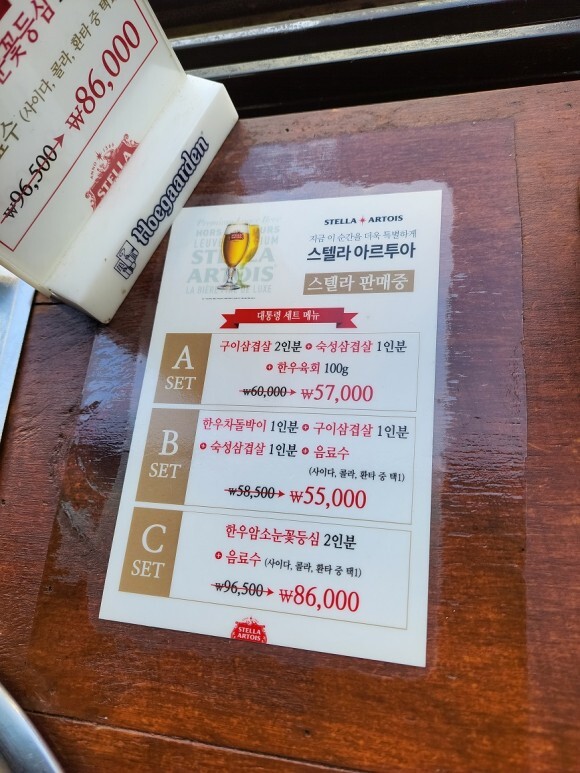 눈꽃등심
료수 (사이다, 콜라, 환타 중 택1)
₩96,500→ ₩86,000
STELLA
Hoegaarden
STELLA ARTOIS
지금 이 순간을 더욱 특별하게
스텔라 아르투아
스텔라 판매중
STELLA
ARTOIS
대통령 세트 메뉴
A
SET
구이삼겹살 2인분 + 숙성삼겹살 1인분
+ 한우육회 100g
₩60,000→ ₩57,000
B
SET
한우차돌박이 1인분 + 구이삼겹살 1인분
+ 숙성삼겹살 1인분 + 음료수
(사이다, 콜라, 환타 중 택1)
₩58,500→ ₩55,000
C
SET
한우암소눈꽃등심 2인분
+ 음료수 (사이다, 콜라, 환타 중 택1)
₩96,500→ ₩86,000
STELLA
ARTOIS